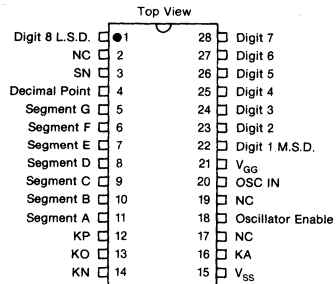 Top View
Digit 8 L.S.D. 1 28 Digit 7
NC 2 27 Digit 6
SN 3 26 Digit 5
Decimal Point 4 25 Digit 4
Segment G 5 24 Digit 3
Segment F 6 23 Digit 2
Segment E 7 22 Digit 1 M.S.D.
Segment D 8 21 VGG
Segment C 9 20 OSC IN
Segment B 10 19 NC
Segment A 11 18 Oscillator Enable
KP 12 17 NC
KO 13 16 KA
KN 14 15 VSS